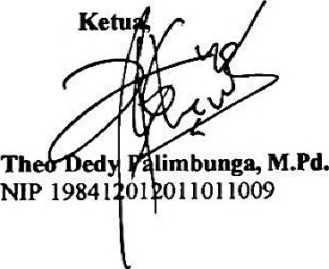 Ketua,
Theo Dedy Palimbunga, M.Pd.
NIP 198412012011011009